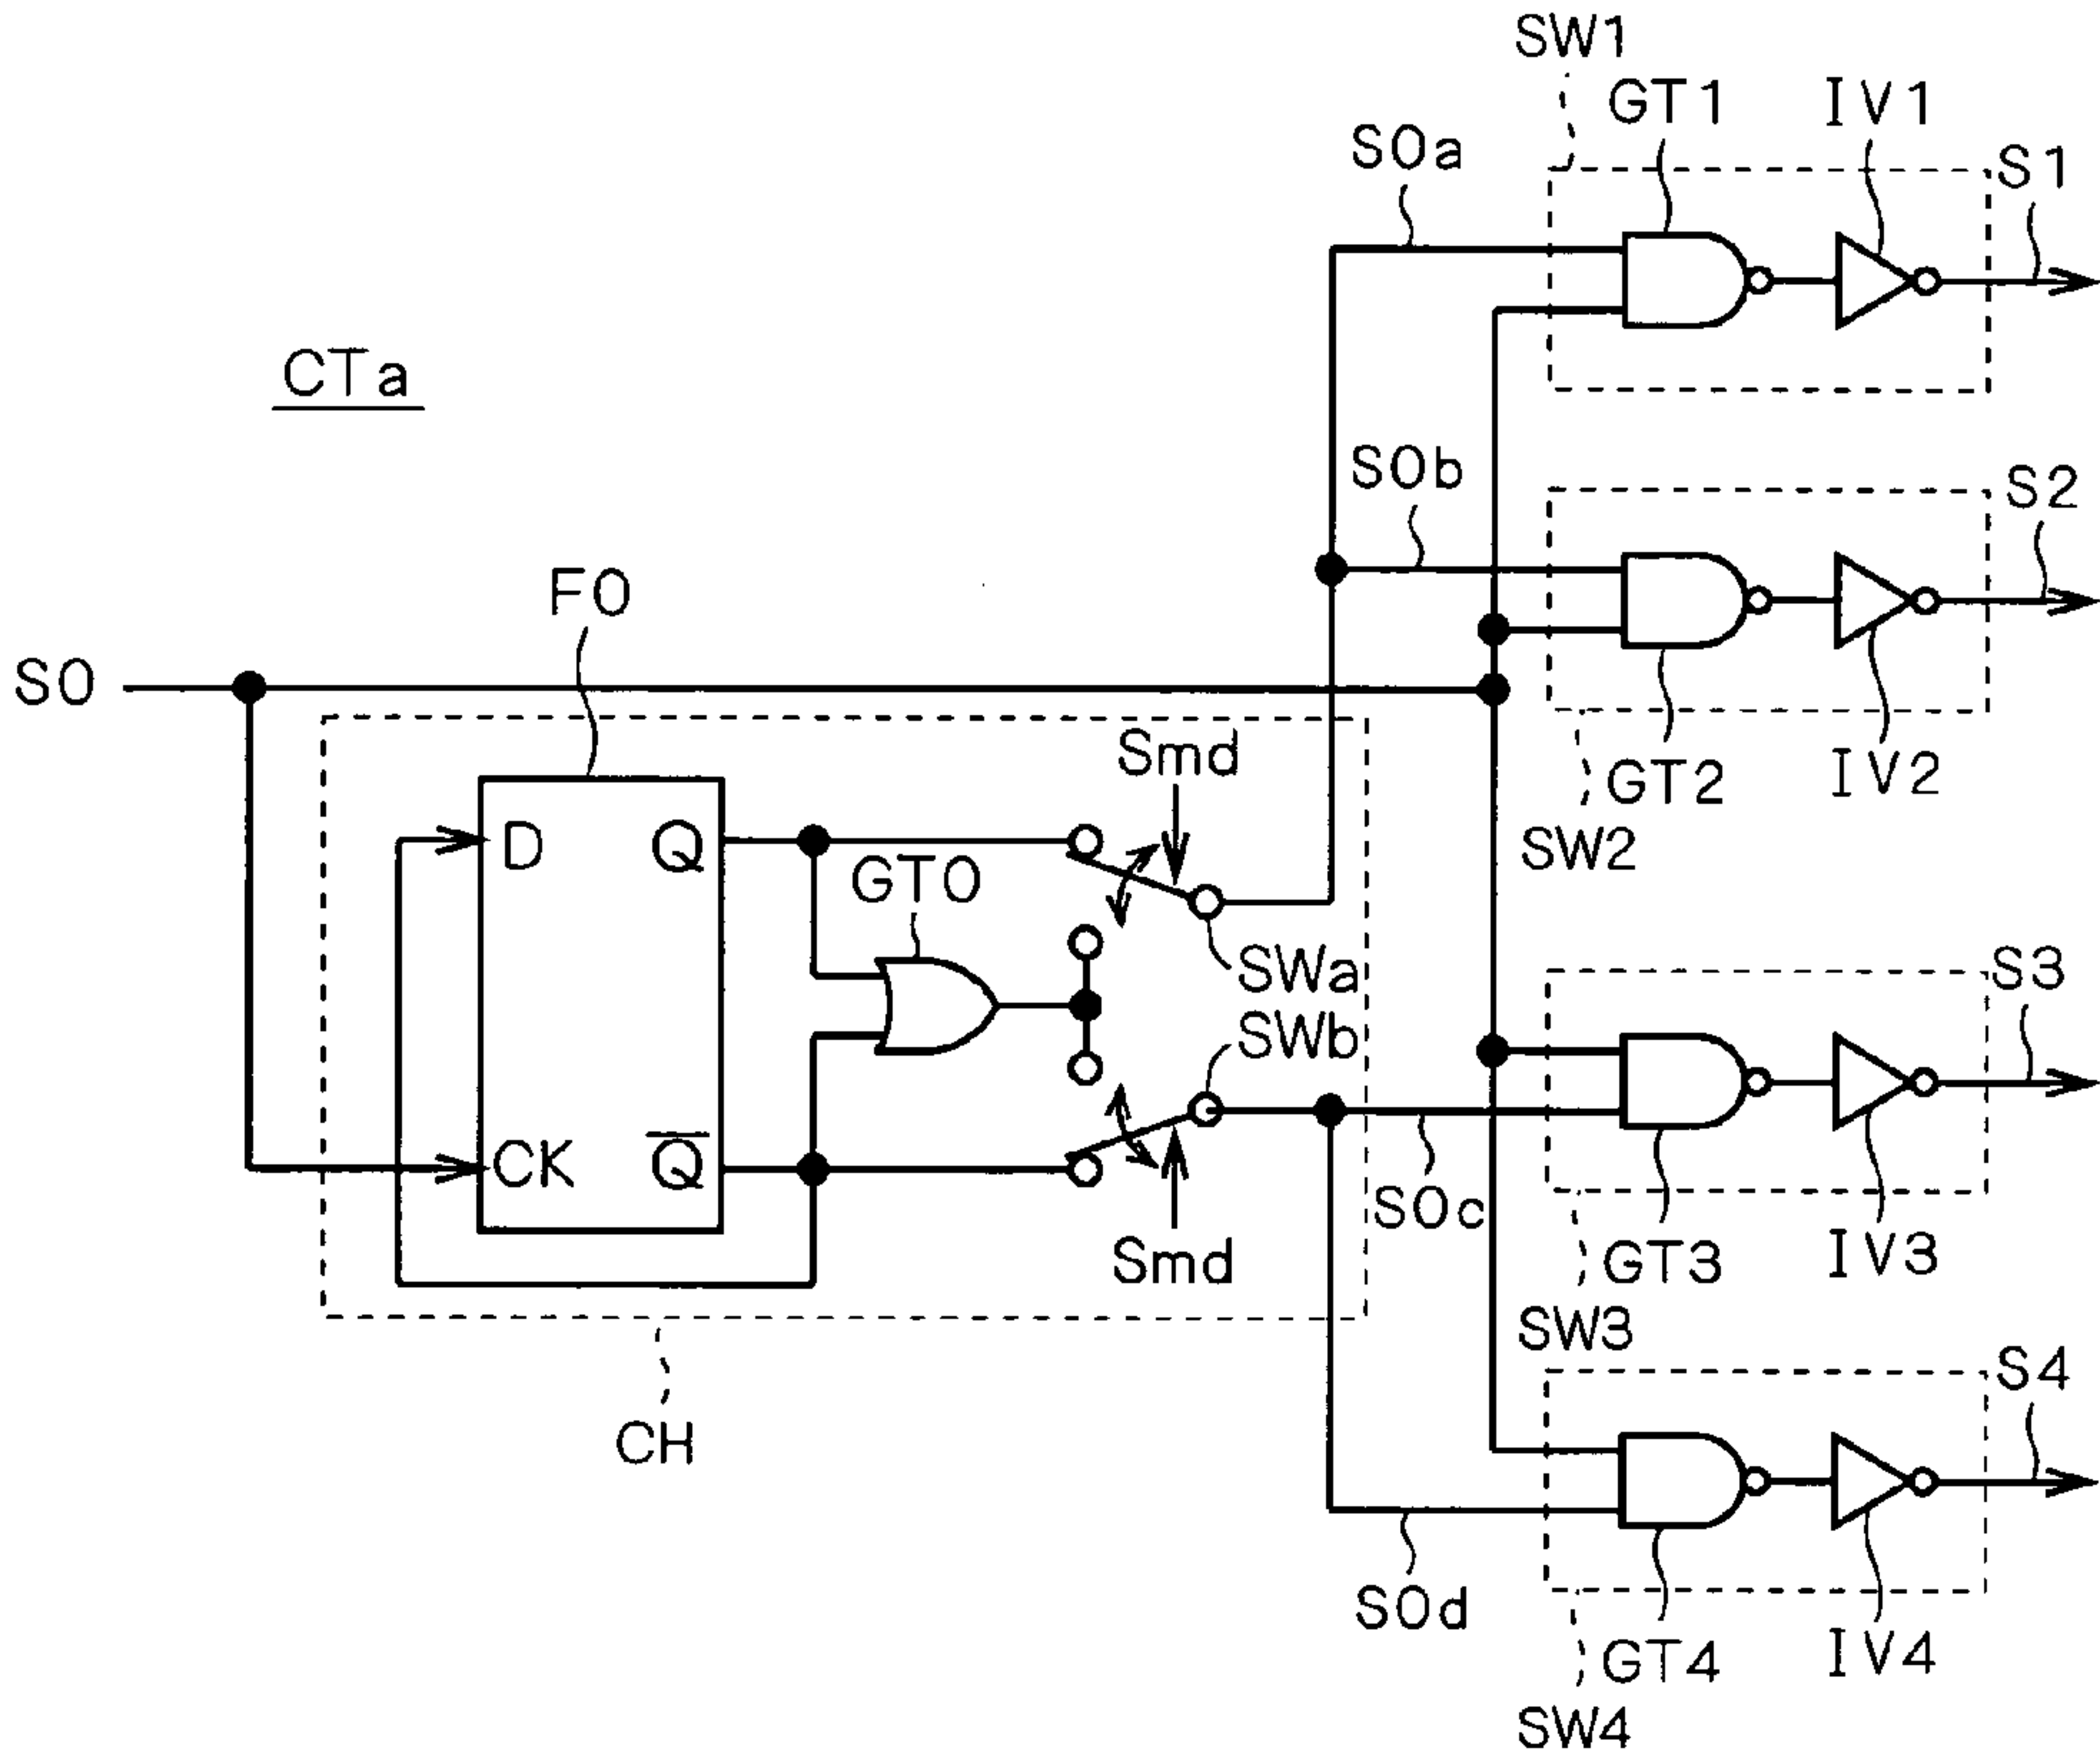 SW1
GT1
IV1
S0a
S1
CTa
S0b
S2
F0
S0
Smd
GT2
IV2
D
Q
GT0
SW2
SWa
S3
SWb
CK
Q
S0c
Smd
GT3
IV3
SW3
S4
CH
S0d
GT4
IV4
SW4